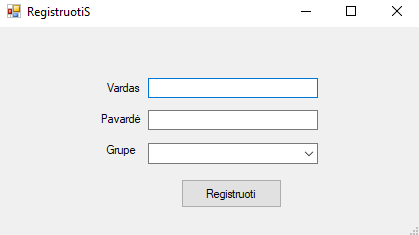 RegistruotiS
Vardas
Pavardė
Grupe
Registruoti